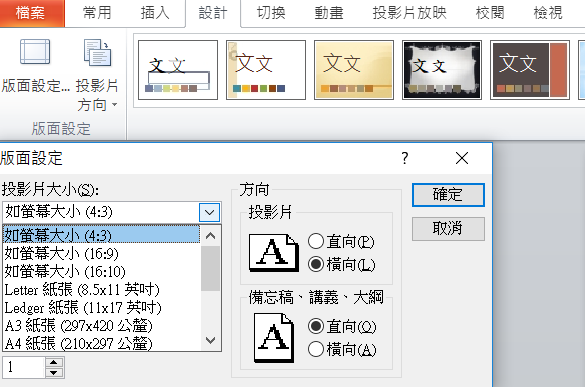 檔案 常用 插入 設計 切換 動畫 投影片放映 校閱 檢視
版面設定... 投影片方向
版面設定
文文 文文 文文 文文 文文
版面設定 ?
投影片大小(S):
如螢幕大小 (4:3)
如螢幕大小 (4:3)
如螢幕大小 (16:9)
如螢幕大小 (16:10)
Letter 紙張 (8.5x11 英吋)
Ledger 紙張 (11x17 英吋)
A3 紙張 (297x420 公釐)
A4 紙張 (210x297 公釐)
1
方向
投影片
A
直向(P)
橫向(L)
備忘稿、講義、大綱
A
直向(O)
橫向(A)
確定
取消